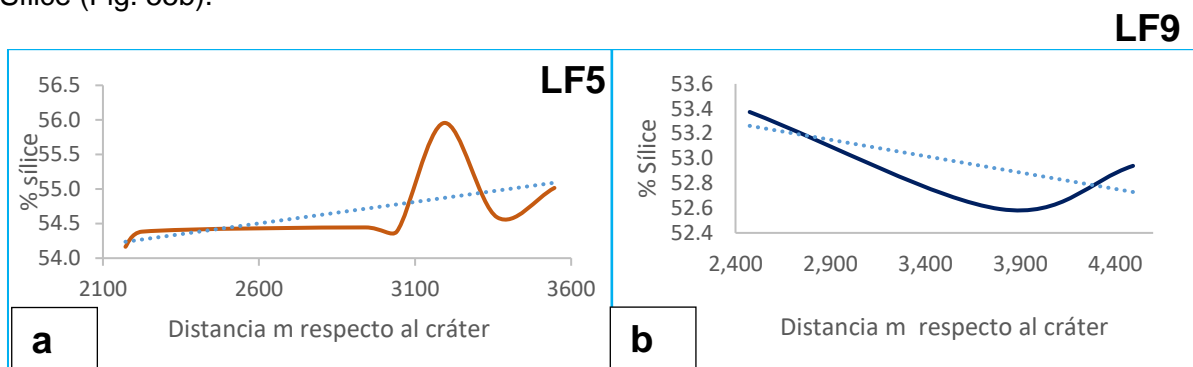 Sílice (Fig. 35b).
LF9
LF5
56.5
56.0
55.5
55.0
54.5
54.0
% sílice
2100 2600 3100 3600
Distancia m respecto al cráter
a
53.6
53.4
53.2
53.0
52.8
52.6
52.4
% Sílice
2,400 2,900 3,400 3,900 4,400
Distancia m respecto al cráter
b